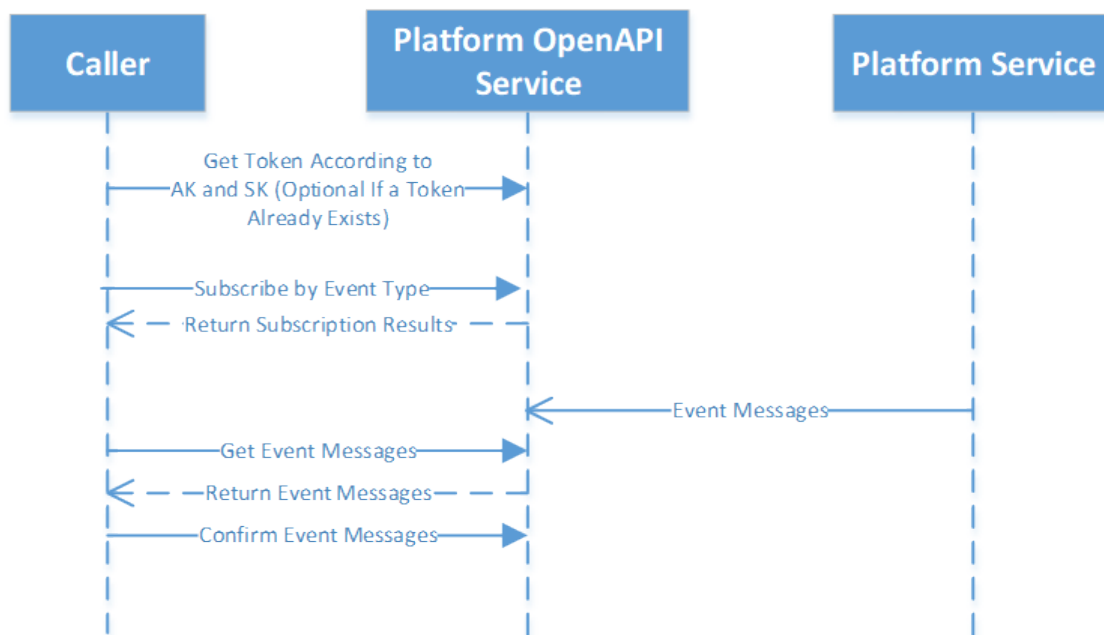 Caller
Platform OpenAPI
Service
Platform Service
Get Token According to
AK and SK (Optional If a Token
Already Exists)
Subscribe by Event Type
Return Subscription Results
Event Messages
Get Event Messages
Return Event Messages
Confirm Event Messages